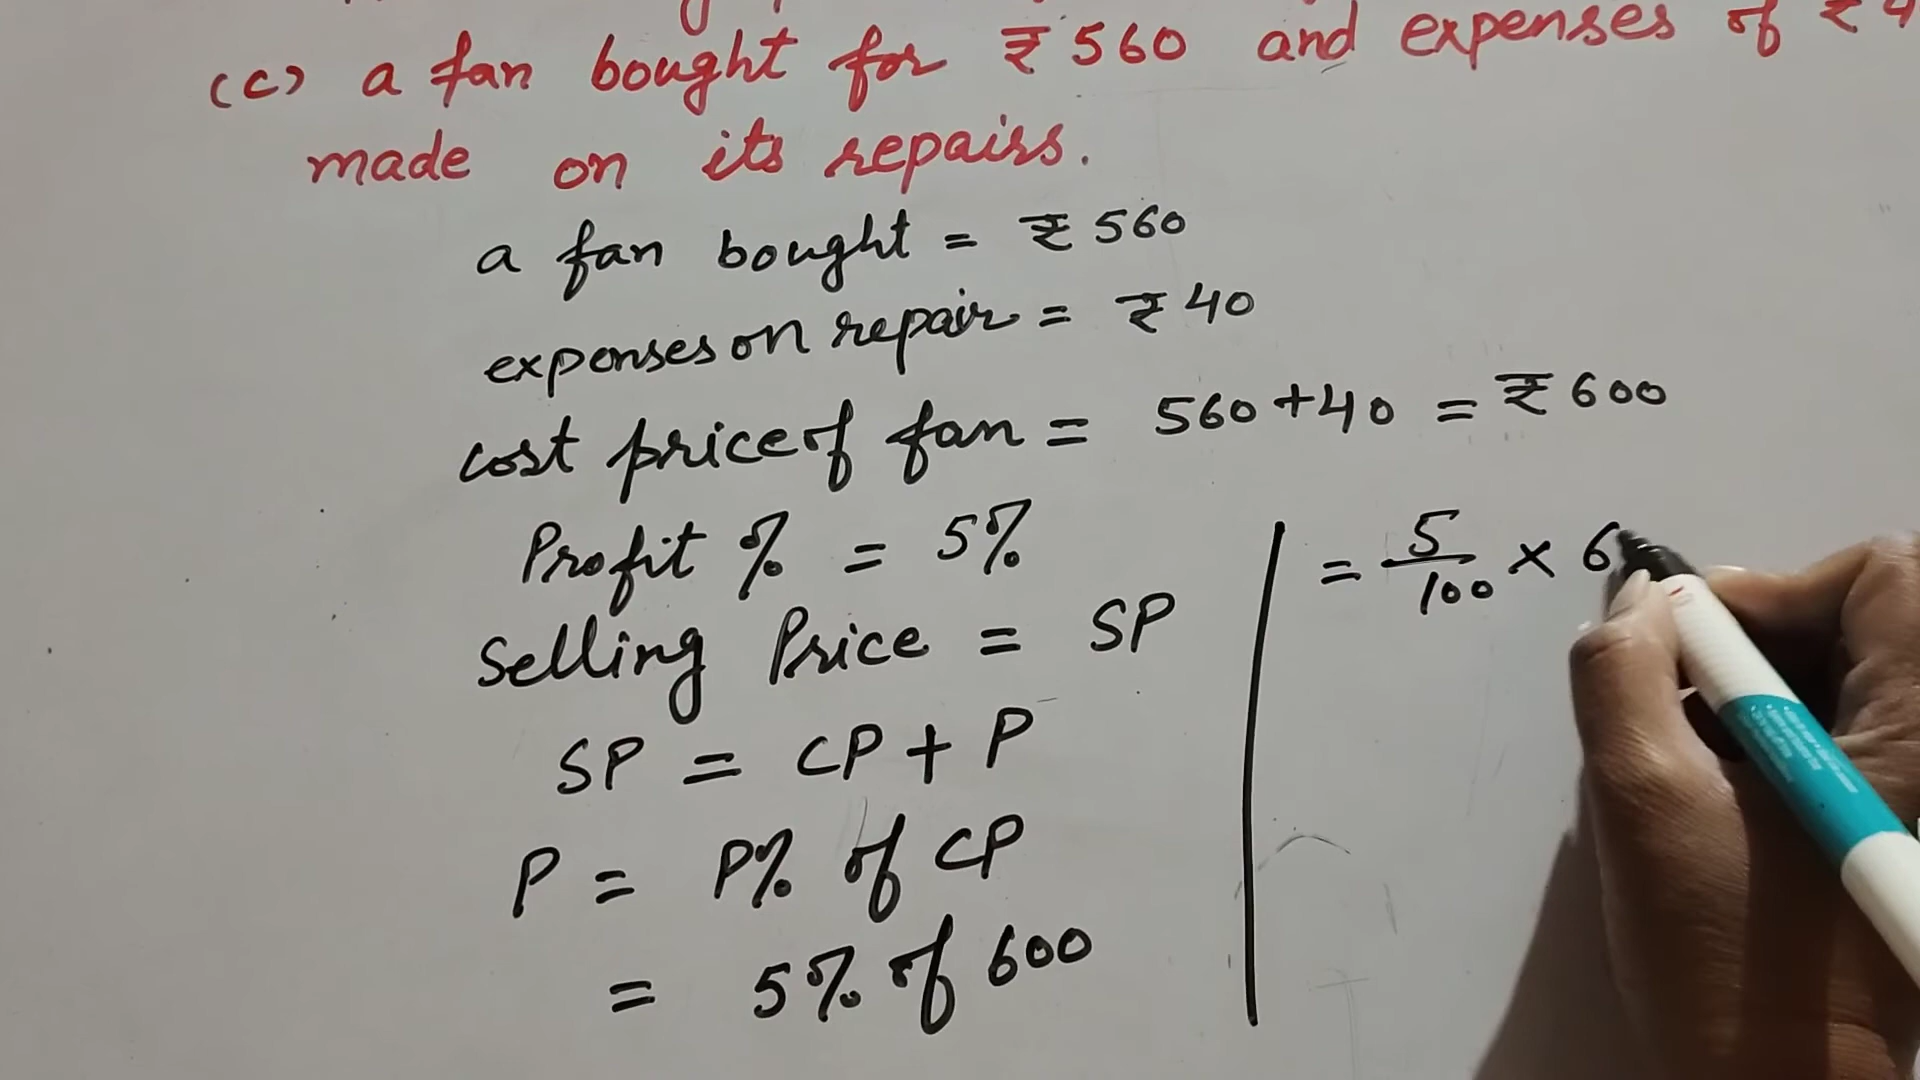 (c) a fan bought for ₹ 560 and expenses of ₹ 4
made on its repairs.
a fan bought = ₹ 560
expenses on repair = ₹ 40
cost price of fan = 560 + 40 = ₹ 600
Profit % = 5%
Selling Price = SP
SP = CP + P
P = P% of CP
= 5% of 600
= 5/100 × 6